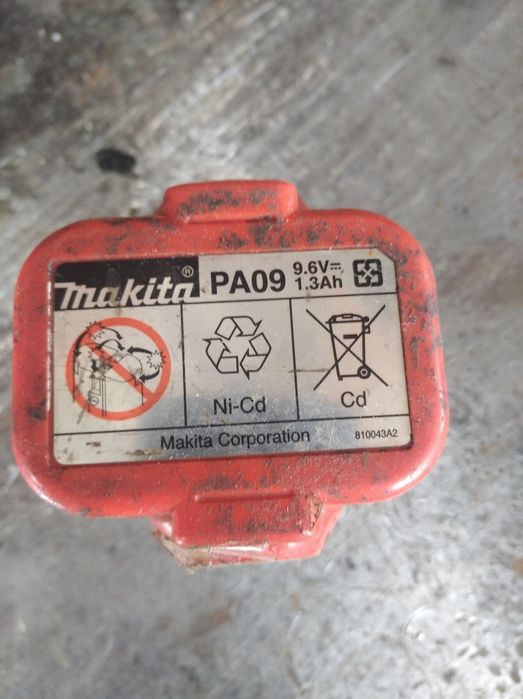 makita® PA09 9.6V⎓ 1.3Ah
Ni-Cd
Cd
Makita Corporation 810043A2